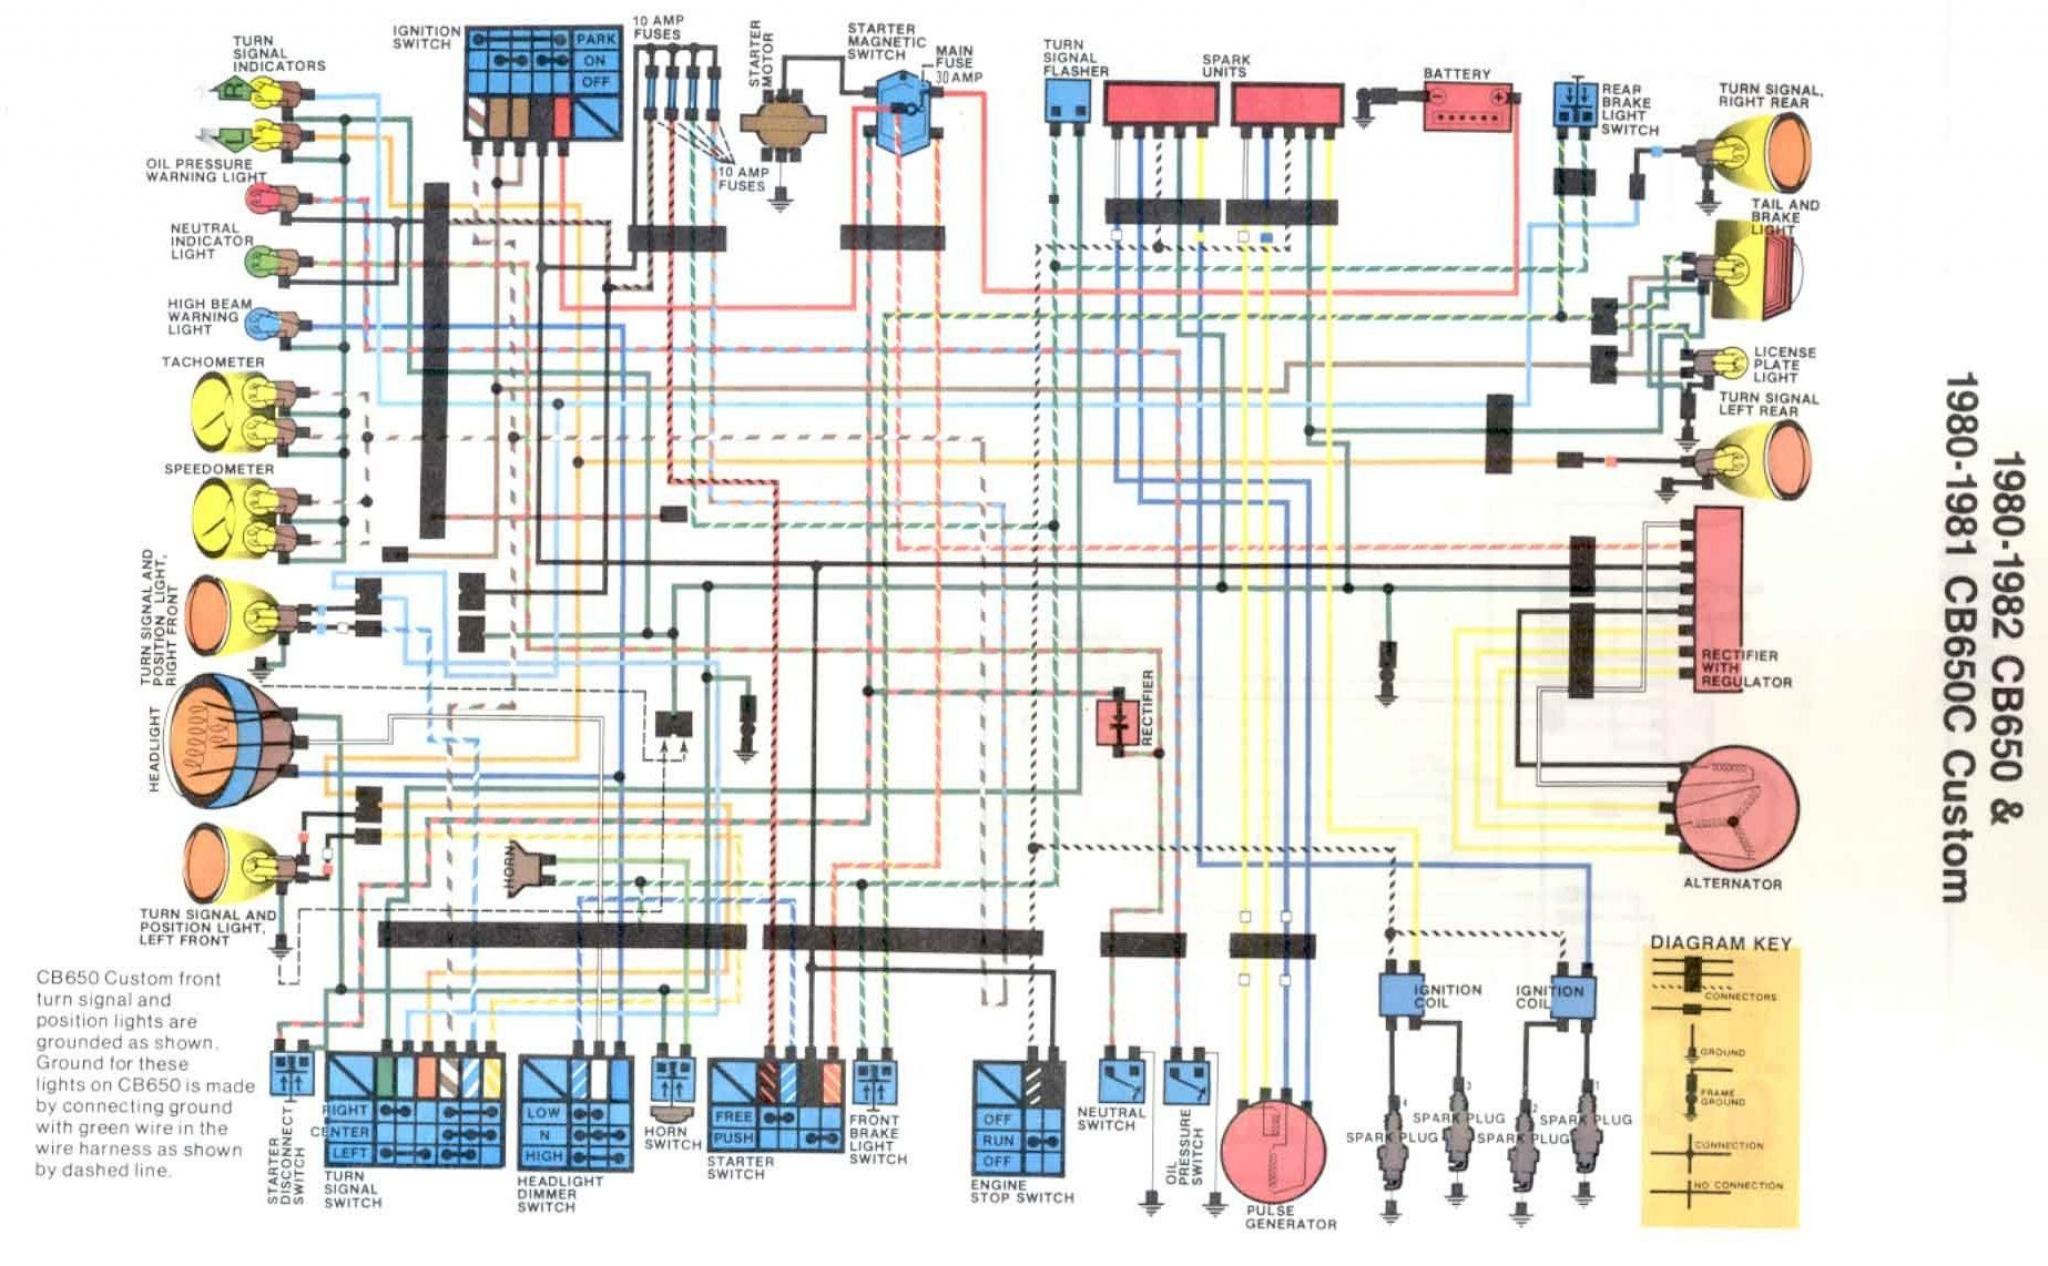 TURN
SIGNAL
INDICATORS
R
L
OIL PRESSURE
WARNING LIGHT
NEUTRAL
INDICATOR
LIGHT
HIGH BEAM
WARNING
LIGHT
TACHOMETER
SPEEDOMETER
TURN SIGNAL AND
POSITION LIGHT,
RIGHT FRONT
HEADLIGHT
TURN SIGNAL AND
POSITION LIGHT,
LEFT FRONT
CB650 Custom front
turn signal and
position lights are
grounded as shown.
Ground for these
lights on CB650 is made
by connecting ground
with green wire in the
wire harness as shown
by dashed line.
IGNITION
SWITCH
PARK
ON
OFF
10 AMP
FUSES
10 AMP
FUSES
STARTER
MOTOR
STARTER
MAGNETIC
SWITCH
MAIN
FUSE
30 AMP
TURN
SIGNAL
FLASHER
SPARK
UNITS
BATTERY
REAR
BRAKE
LIGHT
SWITCH
TURN SIGNAL,
RIGHT REAR
TAIL AND
BRAKE
LIGHT
LICENSE
PLATE
LIGHT
TURN SIGNAL
LEFT REAR
RECTIFIER
WITH
REGULATOR
RECTIFIER
ALTERNATOR
HORN
STARTER
DISCONNECT
SWITCH
RIGHT
CENTER
LEFT
TURN
SIGNAL
SWITCH
LOW
N
HIGH
HEADLIGHT
DIMMER
SWITCH
HORN
SWITCH
FREE
PUSH
STARTER
SWITCH
FRONT
BRAKE
LIGHT
SWITCH
OFF
RUN
OFF
ENGINE
STOP SWITCH
NEUTRAL
SWITCH
OIL
PRESSURE
SWITCH
PULSE
GENERATOR
IGNITION
COIL
IGNITION
COIL
4
SPARK PLUG
3
SPARK PLUG
2
SPARK PLUG
1
SPARK PLUG
DIAGRAM KEY
CONNECTORS
GROUND
FRAME
GROUND
CONNECTION
NO CONNECTION
1980-1982 CB650 &
1980-1981 CB650C Custom